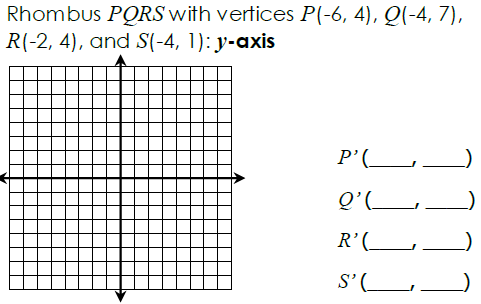 Rhombus PQRS with vertices P(-6, 4), Q(-4, 7),
R(-2, 4), and S(-4, 1): y-axis
P’(____, ____)
Q’(____, ____)
R’(____, ____)
S’(____, ____)